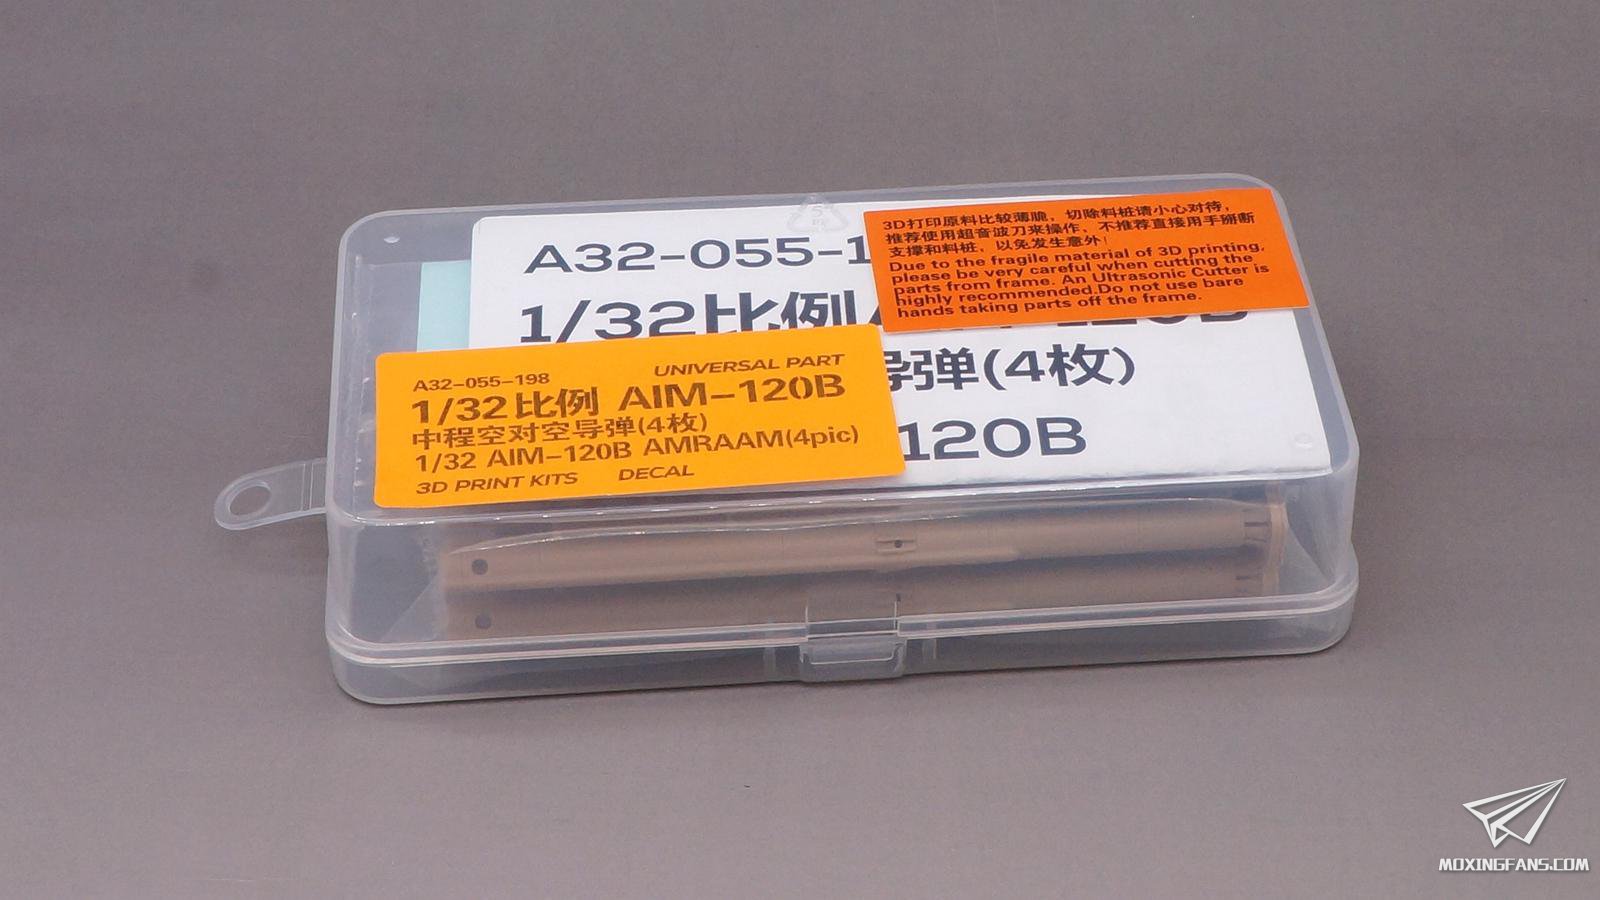 A32-055-1
1/32比例
导弹(4枚)
120B
3D打印原料比较薄脆，切除料桩请小心对待，
推荐使用超音波刀来操作，不推荐直接用手掰断
支撑和料桩，以免发生意外！
Due to the fragile material of 3D printing,
please be very careful when cutting the
parts from frame. An Ultrasonic Cutter is
highly recommended.Do not use bare
hands taking parts off the frame.
UNIVERSAL PART
A32-055-198
1/32比例 AIM-120B
中程空对空导弹(4枚)
1/32 AIM-120B AMRAAM(4pic)
3D PRINT KITS DECAL
MOXINGFANS.COM